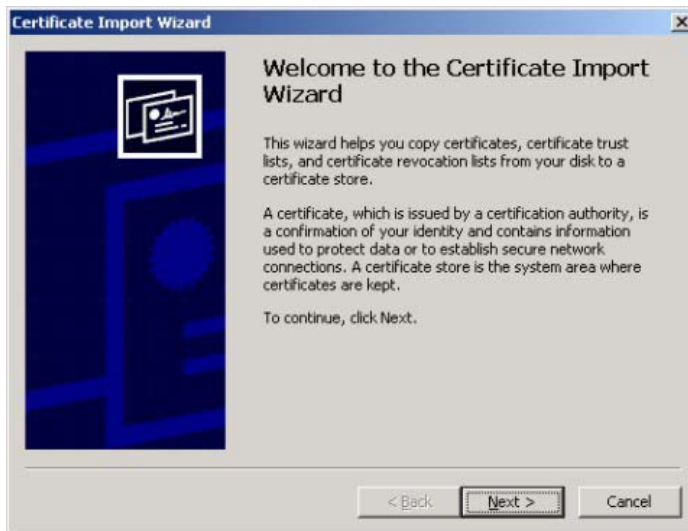 Certificate Import Wizard
Welcome to the Certificate Import
Wizard
This wizard helps you copy certificates, certificate trust
lists, and certificate revocation lists from your disk to a
certificate store.
A certificate, which is issued by a certification authority, is
a confirmation of your identity and contains information
used to protect data or to establish secure network
connections. A certificate store is the system area where
certificates are kept.
To continue, click Next.
< Back Next > Cancel